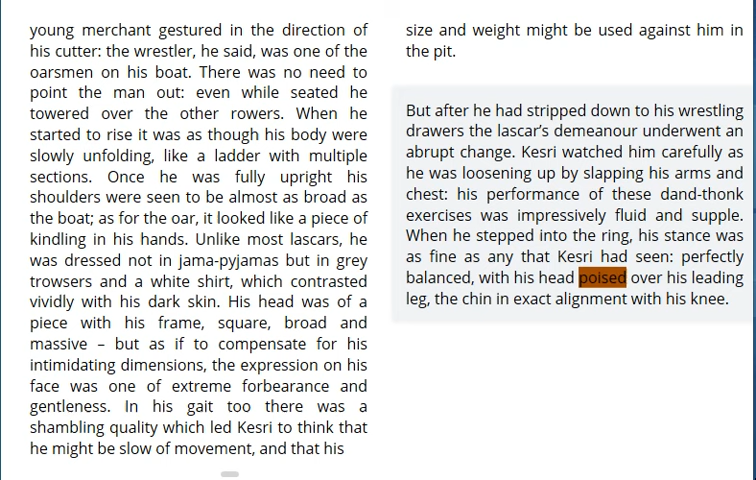 young merchant gestured in the direction of
his cutter: the wrestler, he said, was one of the
oarsmen on his boat. There was no need to
point the man out: even while seated he
towered over the other rowers. When he
started to rise it was as though his body were
slowly unfolding, like a ladder with multiple
sections. Once he was fully upright his
shoulders were seen to be almost as broad as
the boat; as for the oar, it looked like a piece of
kindling in his hands. Unlike most lascars, he
was dressed not in jama-pyjamas but in grey
trowsers and a white shirt, which contrasted
vividly with his dark skin. His head was of a
piece with his frame, square, broad and
massive – but as if to compensate for his
intimidating dimensions, the expression on his
face was one of extreme forbearance and
gentleness. In his gait too there was a
shambling quality which led Kesri to think that
he might be slow of movement, and that his
size and weight might be used against him in
the pit.
But after he had stripped down to his wrestling
drawers the lascar’s demeanour underwent an
abrupt change. Kesri watched him carefully as
he was loosening up by slapping his arms and
chest: his performance of these dand-thonk
exercises was impressively fluid and supple.
When he stepped into the ring, his stance was
as fine as any that Kesri had seen: perfectly
balanced, with his head poised over his leading
leg, the chin in exact alignment with his knee.